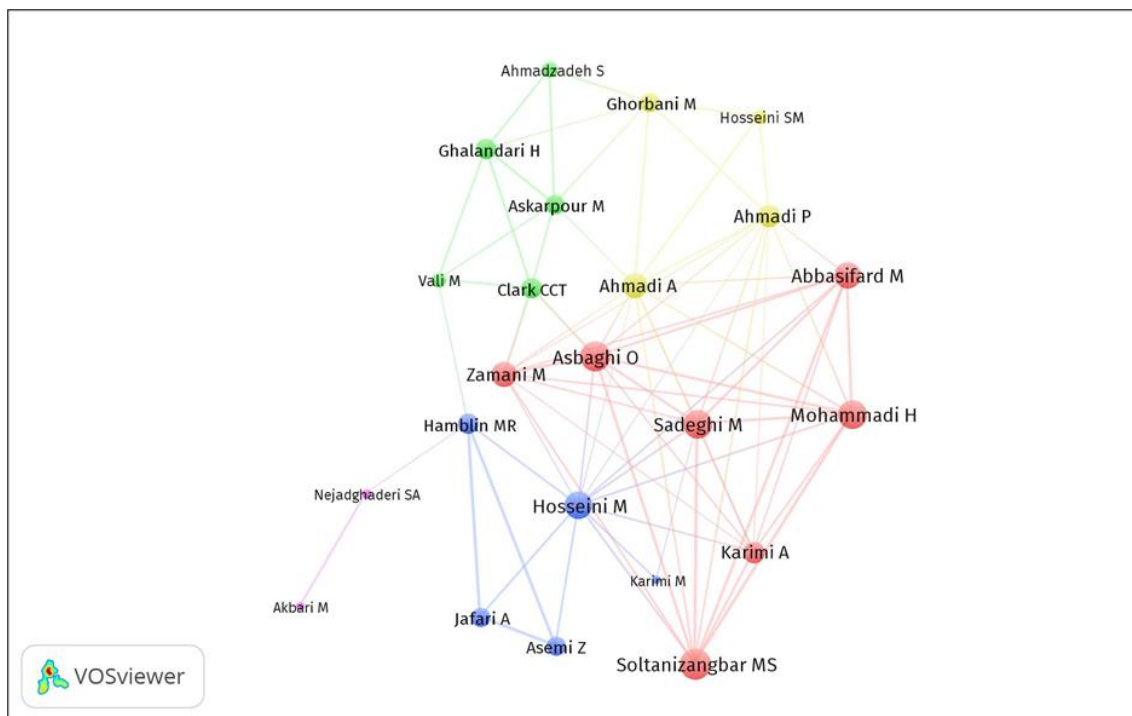 Ahmadzadeh S
Ghorbani M
Hosseini SM
Ghalandari H
Askarpour M
Ahmadi P
Abbasifard M
Vali M
Clark CCT
Ahmadi A
Asbaghi O
Zamani M
Mohammadi H
Hamblin MR
Sadeghi M
Nejadghaderi SA
Hosseini M
Karimi A
Karimi M
Akbari M
Jafari A
Asemi Z
Soltanizangbar MS
VOSviewer